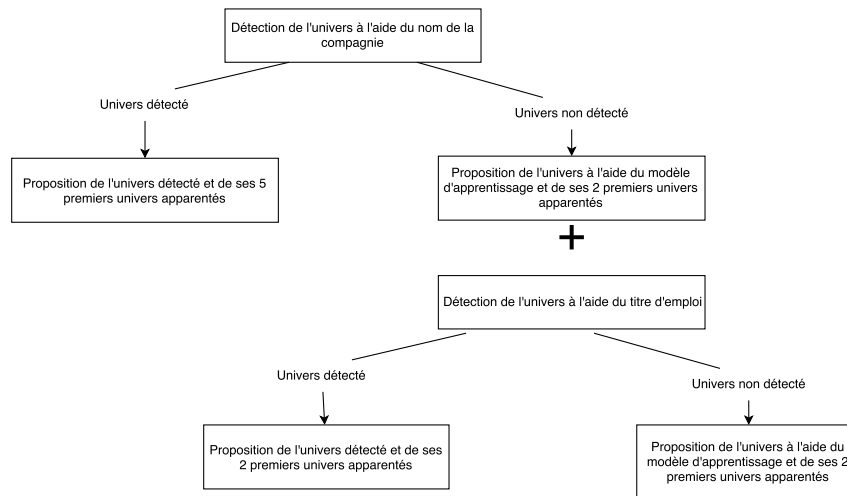 Détection de l'univers à l'aide du nom de la
compagnie
Univers détecté
Univers non détecté
Proposition de l'univers détecté et de ses 5
premiers univers apparentés
Proposition de l'univers à l'aide du modèle
d'apprentissage et de ses 2 premiers univers
apparentés
+
Détection de l'univers à l'aide du titre d'emploi
Univers détecté
Univers non détecté
Proposition de l'univers détecté et de ses
2 premiers univers apparentés
Proposition de l'univers à l'aide du
modèle d'apprentissage et de ses 2
premiers univers apparentés